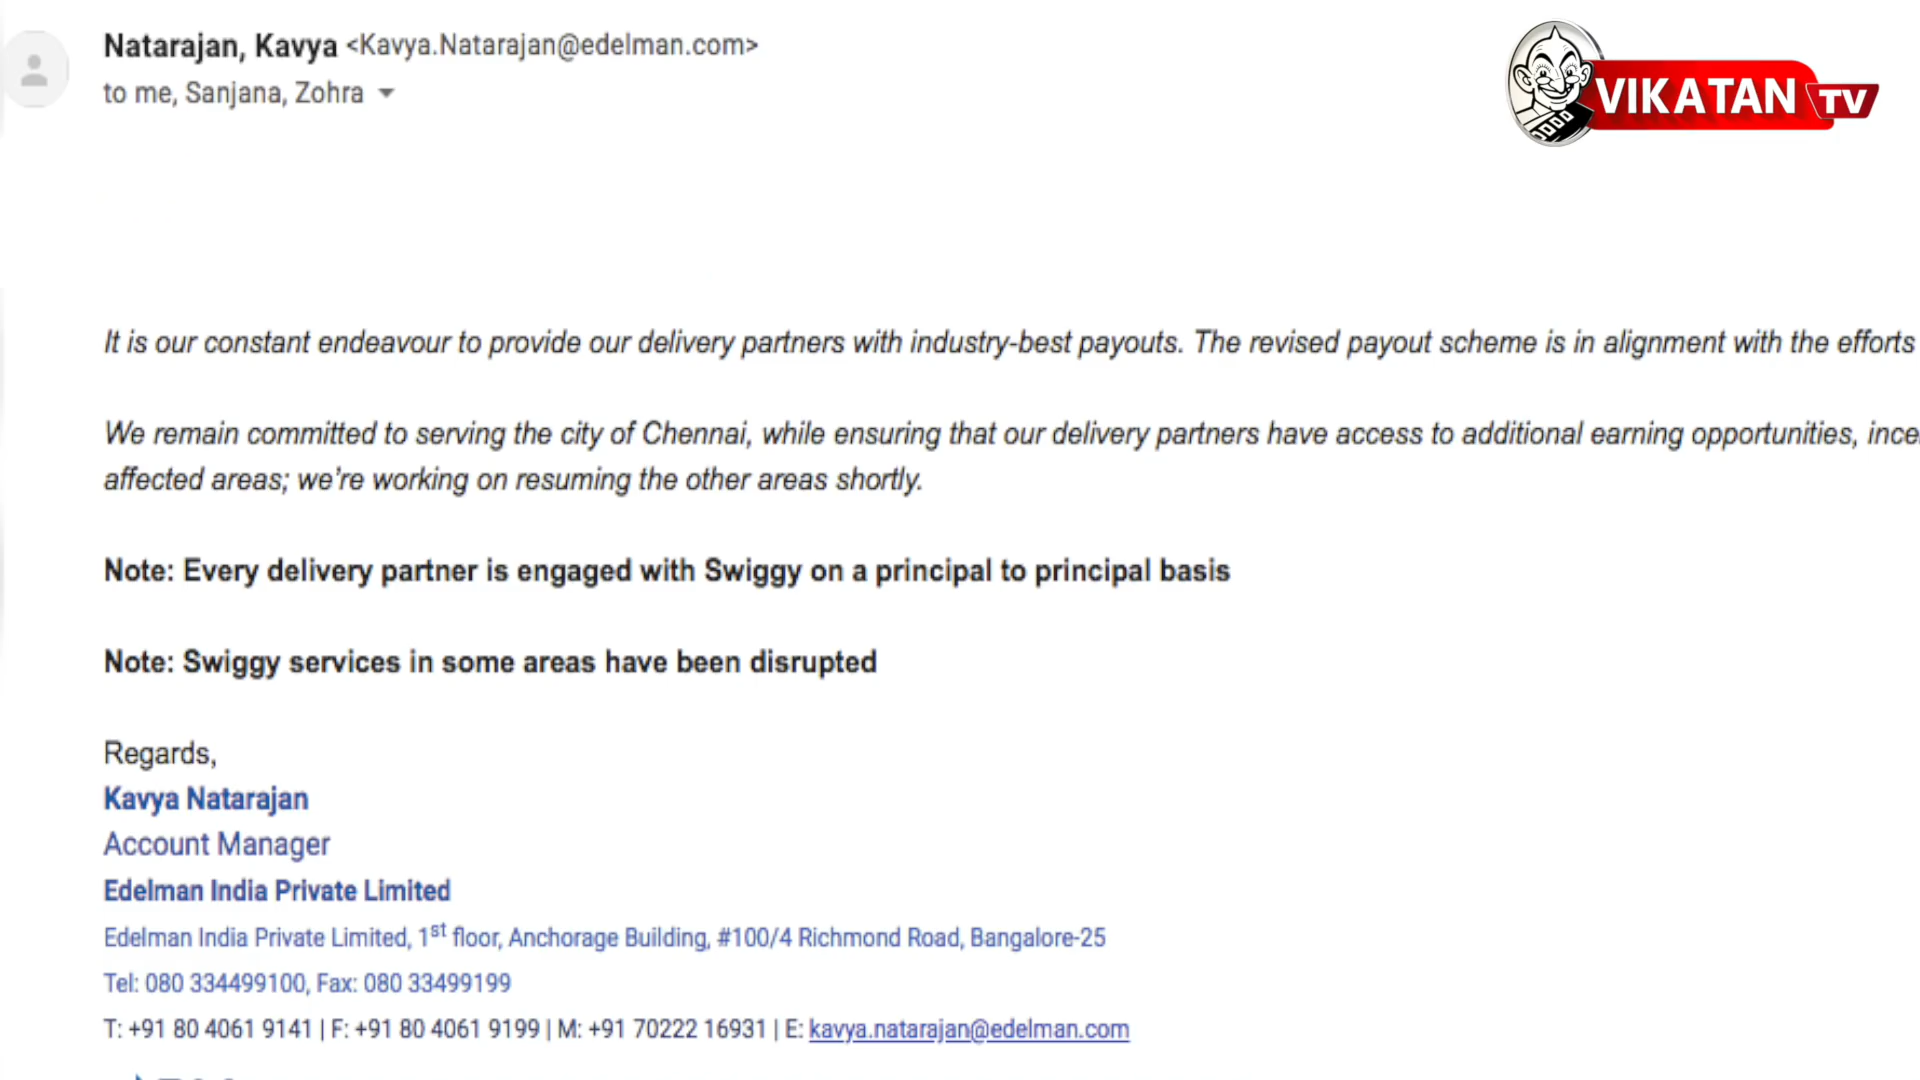 Natarajan, Kavya <Kavya.Natarajan@edelman.com>
to me, Sanjana, Zohra
VIKATAN TV
It is our constant endeavour to provide our delivery partners with industry-best payouts. The revised payout scheme is in alignment with the efforts
We remain committed to serving the city of Chennai, while ensuring that our delivery partners have access to additional earning opportunities,
affected areas; we're working on resuming the other areas shortly.
Note: Every delivery partner is engaged with Swiggy on a principal to principal basis
Note: Swiggy services in some areas have been disrupted
Regards,
Kavya Natarajan
Account Manager
Edelman India Private Limited
Edelman India Private Limited, 1st floor, Anchorage Building, #100/4 Richmond Road, Bangalore-25
Tel: 080 334499100, Fax: 080 33499199
T: +91 80 4061 9141 | F: +91 80 4061 9199 | M: +91 70222 16931 | E: kavya.natarajan@edelman.com